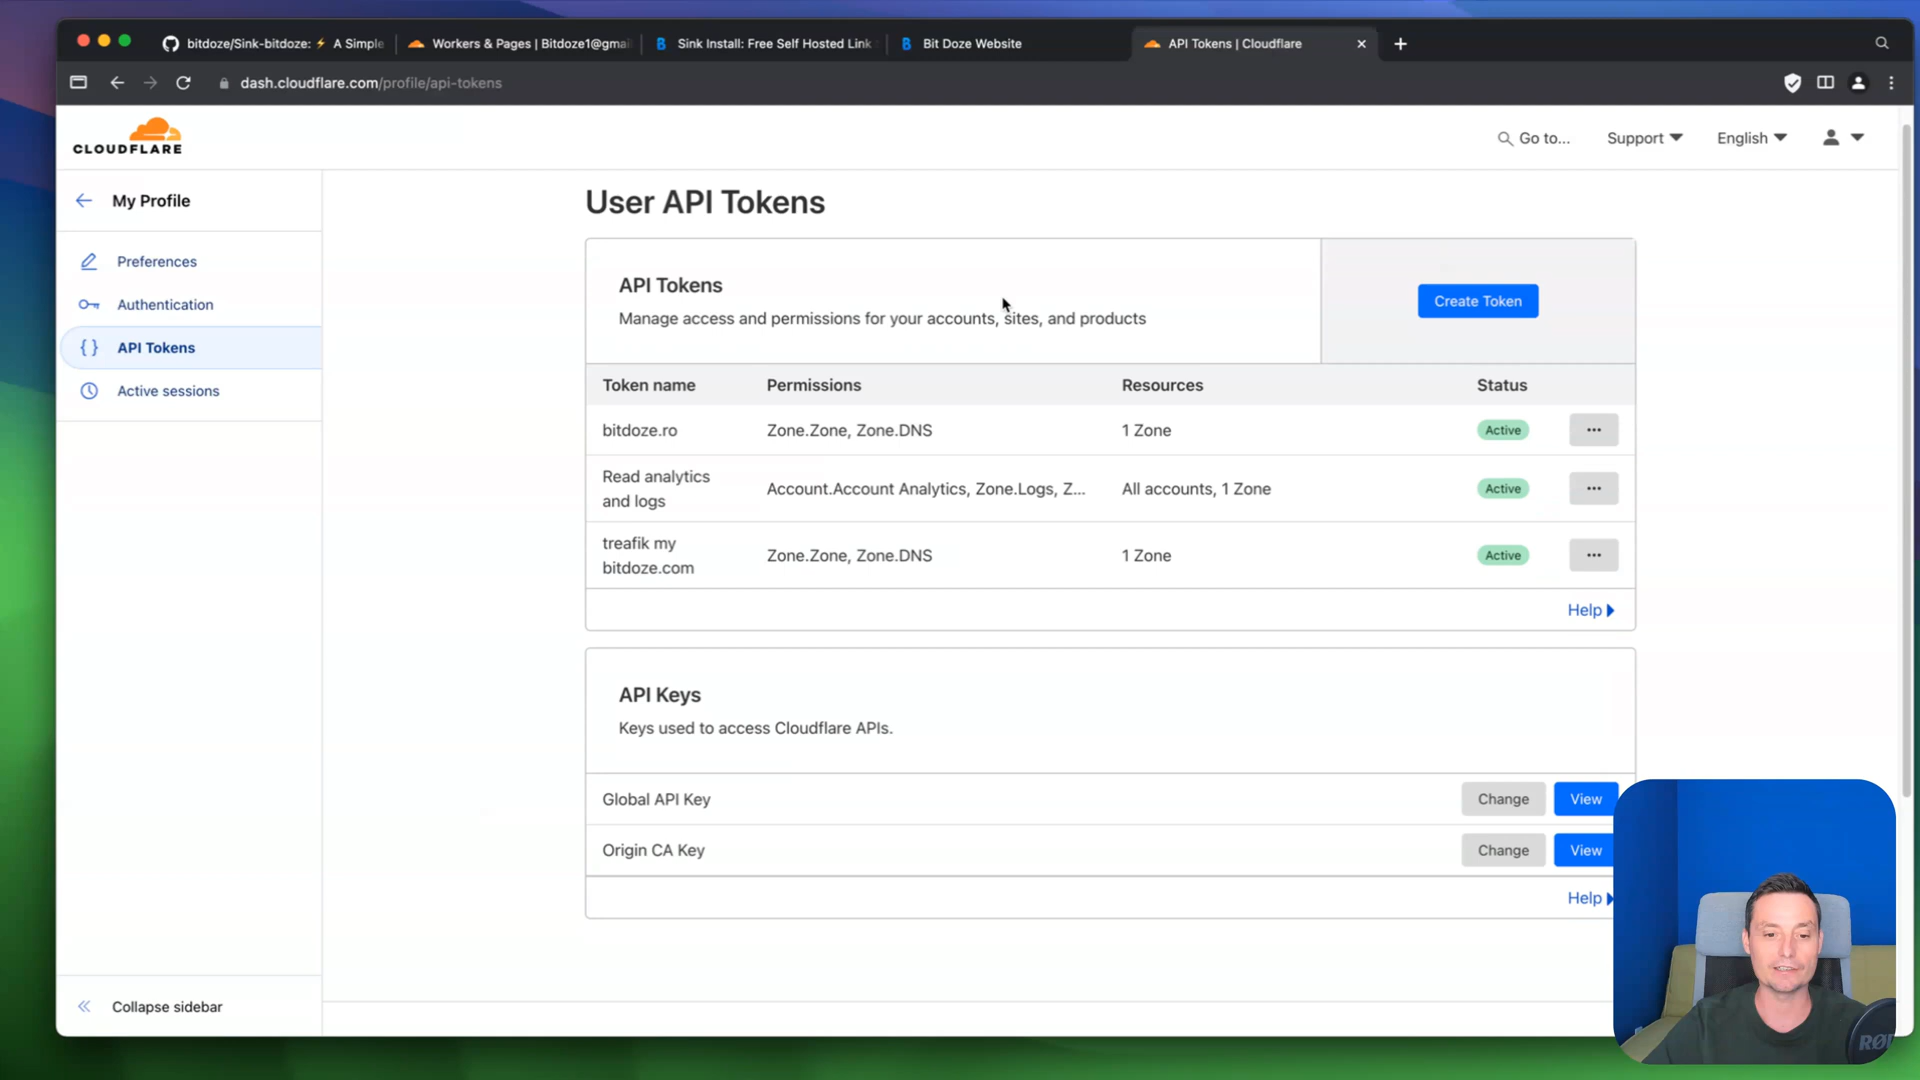 bitdoze/Sink-bitdoze: ⚡ A Simple
Workers & Pages | Bitdoze1@gmai
Sink Install: Free Self Hosted Link
Bit Doze Website
API Tokens | Cloudflare
dash.cloudflare.com/profile/api-tokens
CLOUDFLARE
Go to...
Support
English
My Profile
Preferences
Authentication
API Tokens
Active sessions
Collapse sidebar
User API Tokens
API Tokens
Manage access and permissions for your accounts, sites, and products
Create Token
Token name Permissions Resources Status
bitdoze.ro Zone.Zone, Zone.DNS 1 Zone Active
Read analytics
and logs
Account.Account Analytics, Zone.Logs, Z... All accounts, 1 Zone Active
treafik my
bitdoze.com
Zone.Zone, Zone.DNS 1 Zone Active
Help
API Keys
Keys used to access Cloudflare APIs.
Global API Key Change View
Origin CA Key Change View
Help